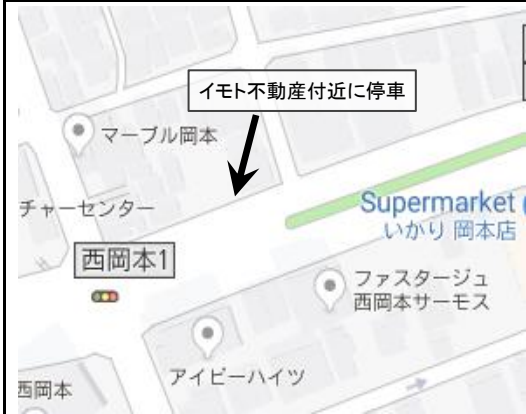 イモト不動産付近に停車
マーブル岡本
チャーセンター
Supermarket
いかり 岡本店
西岡本1
ファスタージュ
西岡本サーモス
アイビーハイツ
西岡本